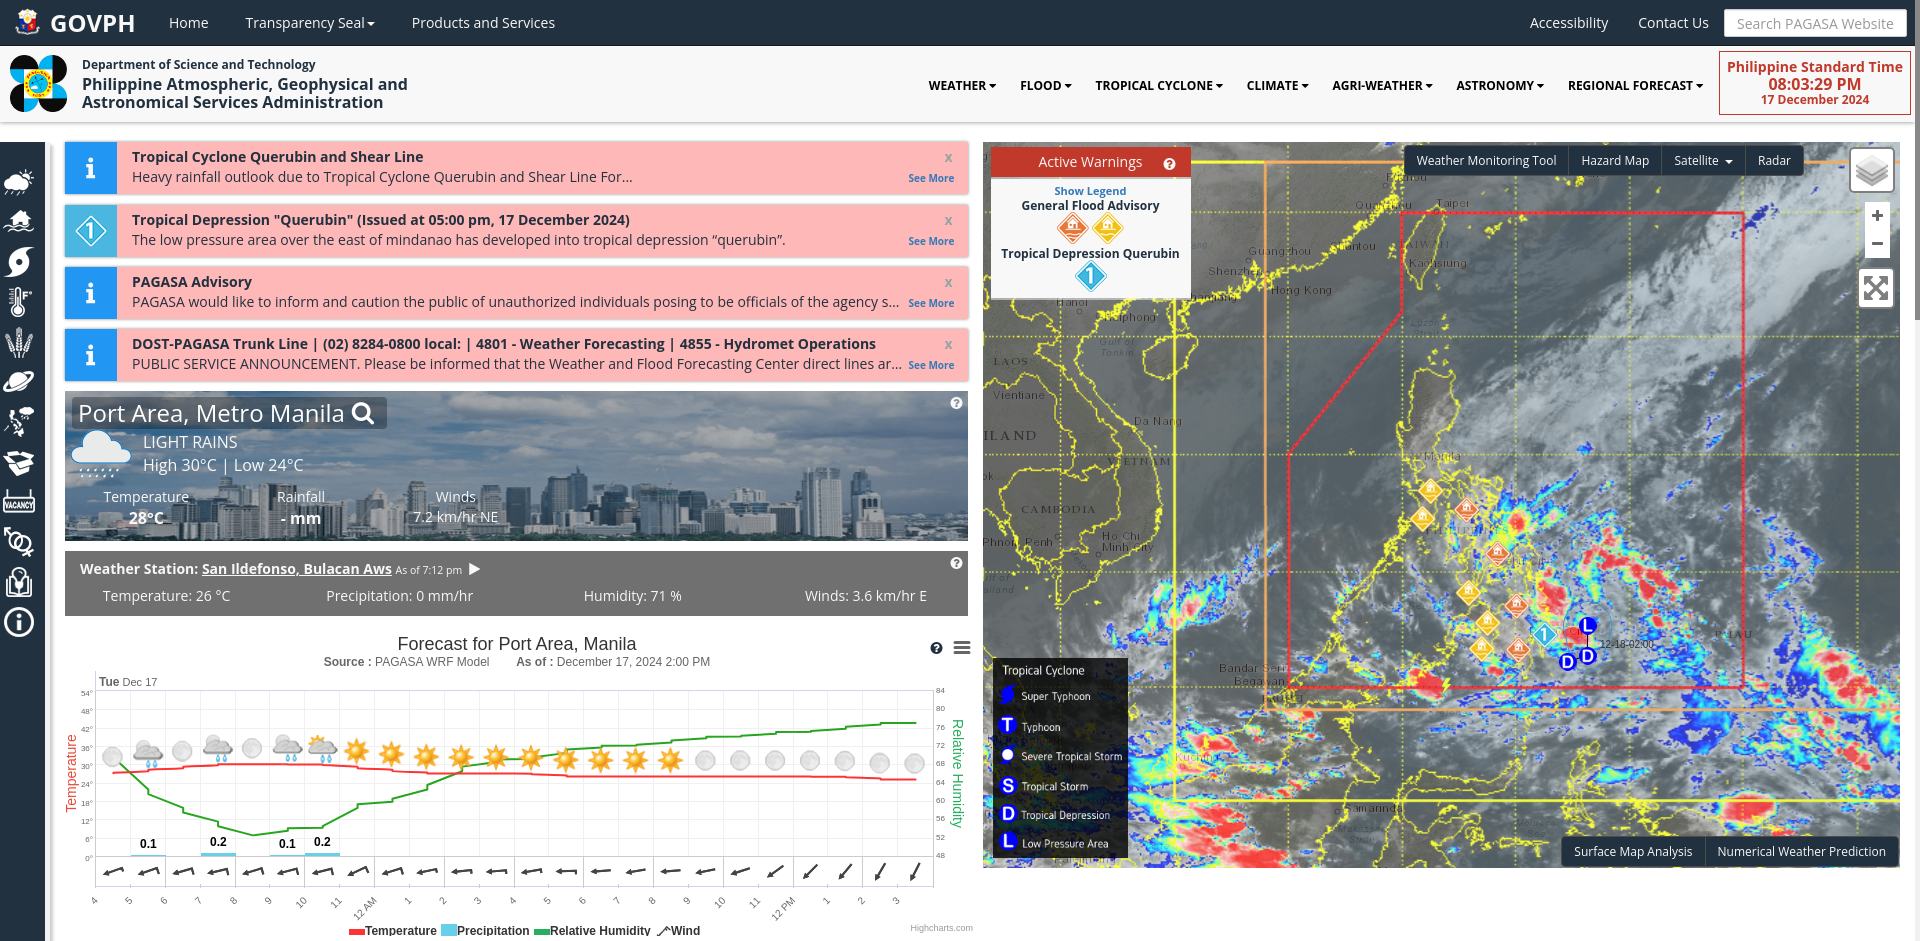 GOVPH
Home
Transparency Seal
Products and Services
Accessibility
Contact Us
Search PAGASA Website
Department of Science and Technology
Philippine Atmospheric, Geophysical and
Astronomical Services Administration
WEATHER
FLOOD
TROPICAL CYCLONE
CLIMATE
AGRI-WEATHER
ASTRONOMY
REGIONAL FORECAST
Philippine Standard Time
08:03:29 PM
17 December 2024
Tropical Cyclone Querubin and Shear Line
x
Heavy rainfall outlook due to Tropical Cyclone Querubin and Shear Line For...
See More
Tropical Depression "Querubin" (Issued at 05:00 pm, 17 December 2024)
x
1
The low pressure area over the east of mindanao has developed into tropical depression “querubin”.
See More
PAGASA Advisory
x
PAGASA would like to inform and caution the public of unauthorized individuals posing to be officials of the agency s...
See More
DOST-PAGASA Trunk Line | (02) 8284-0800 local: | 4801 - Weather Forecasting | 4855 - Hydromet Operations
x
PUBLIC SERVICE ANNOUNCEMENT. Please be informed that the Weather and Flood Forecasting Center direct lines ar...
See More
VACANCY
Port Area, Metro Manila
LIGHT RAINS
High 30°C | Low 24°C
Temperature
Rainfall
Winds
28°C
- mm
7.2 km/hr NE
Weather Station: San Ildefonso, Bulacan Aws As of 7:12 pm
Temperature: 26 °C
Precipitation: 0 mm/hr
Humidity: 71 %
Winds: 3.6 km/hr E
Forecast for Port Area, Manila
Source : PAGASA WRF Model As of : December 17, 2024 2:00 PM
Tue Dec 17
54°
48°
42°
36°
30°
24°
18°
12°
6°
0°
Temperature
84
80
76
72
68
64
60
56
52
48
Relative Humidity
0.1
0.2
0.1
0.2
4 5 6 7 8 9 10 11 12 AM 1 2 3 4 5 6 7 8 9 10 11 12 PM 1 2 3
Temperature
Precipitation
Relative Humidity
Wind
Highcharts.com
Active Warnings
Show Legend
General Flood Advisory
Tropical Depression Querubin
1
Weather Monitoring Tool
Hazard Map
Satellite
Radar
+
−
Taipei
TAIWAN
Kaohsiung
Guangzhou
Shenzhen
Hong Kong
Hanoi
Haiphong
Gulf of
Tonkin
LAOS
Vientiane
Da Nang
VIETNAM
CAMBODIA
Phnom Penh
Ho Chi
Minh City
Manila
1
L
D
D
12-18-02:00
PALAU
Bandar Seri
Begawan
Kuching
Samarinda
Tropical Cyclone
Super Typhoon
T Typhoon
Severe Tropical Storm
S Tropical Storm
D Tropical Depression
L Low Pressure Area
Surface Map Analysis
Numerical Weather Prediction